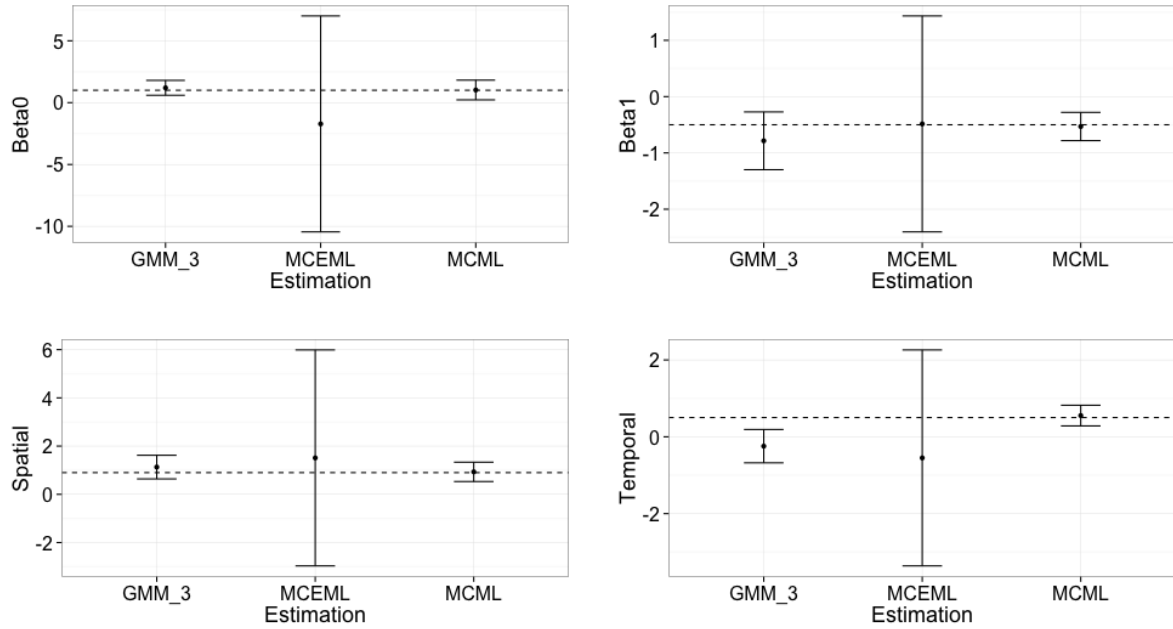 Beta0
5
0
-5
-10
GMM_3 MCEML MCML
Estimation
Beta1
1
0
-1
-2
GMM_3 MCEML MCML
Estimation
Spatial
6
4
2
0
-2
GMM_3 MCEML MCML
Estimation
Temporal
2
0
-2
GMM_3 MCEML MCML
Estimation